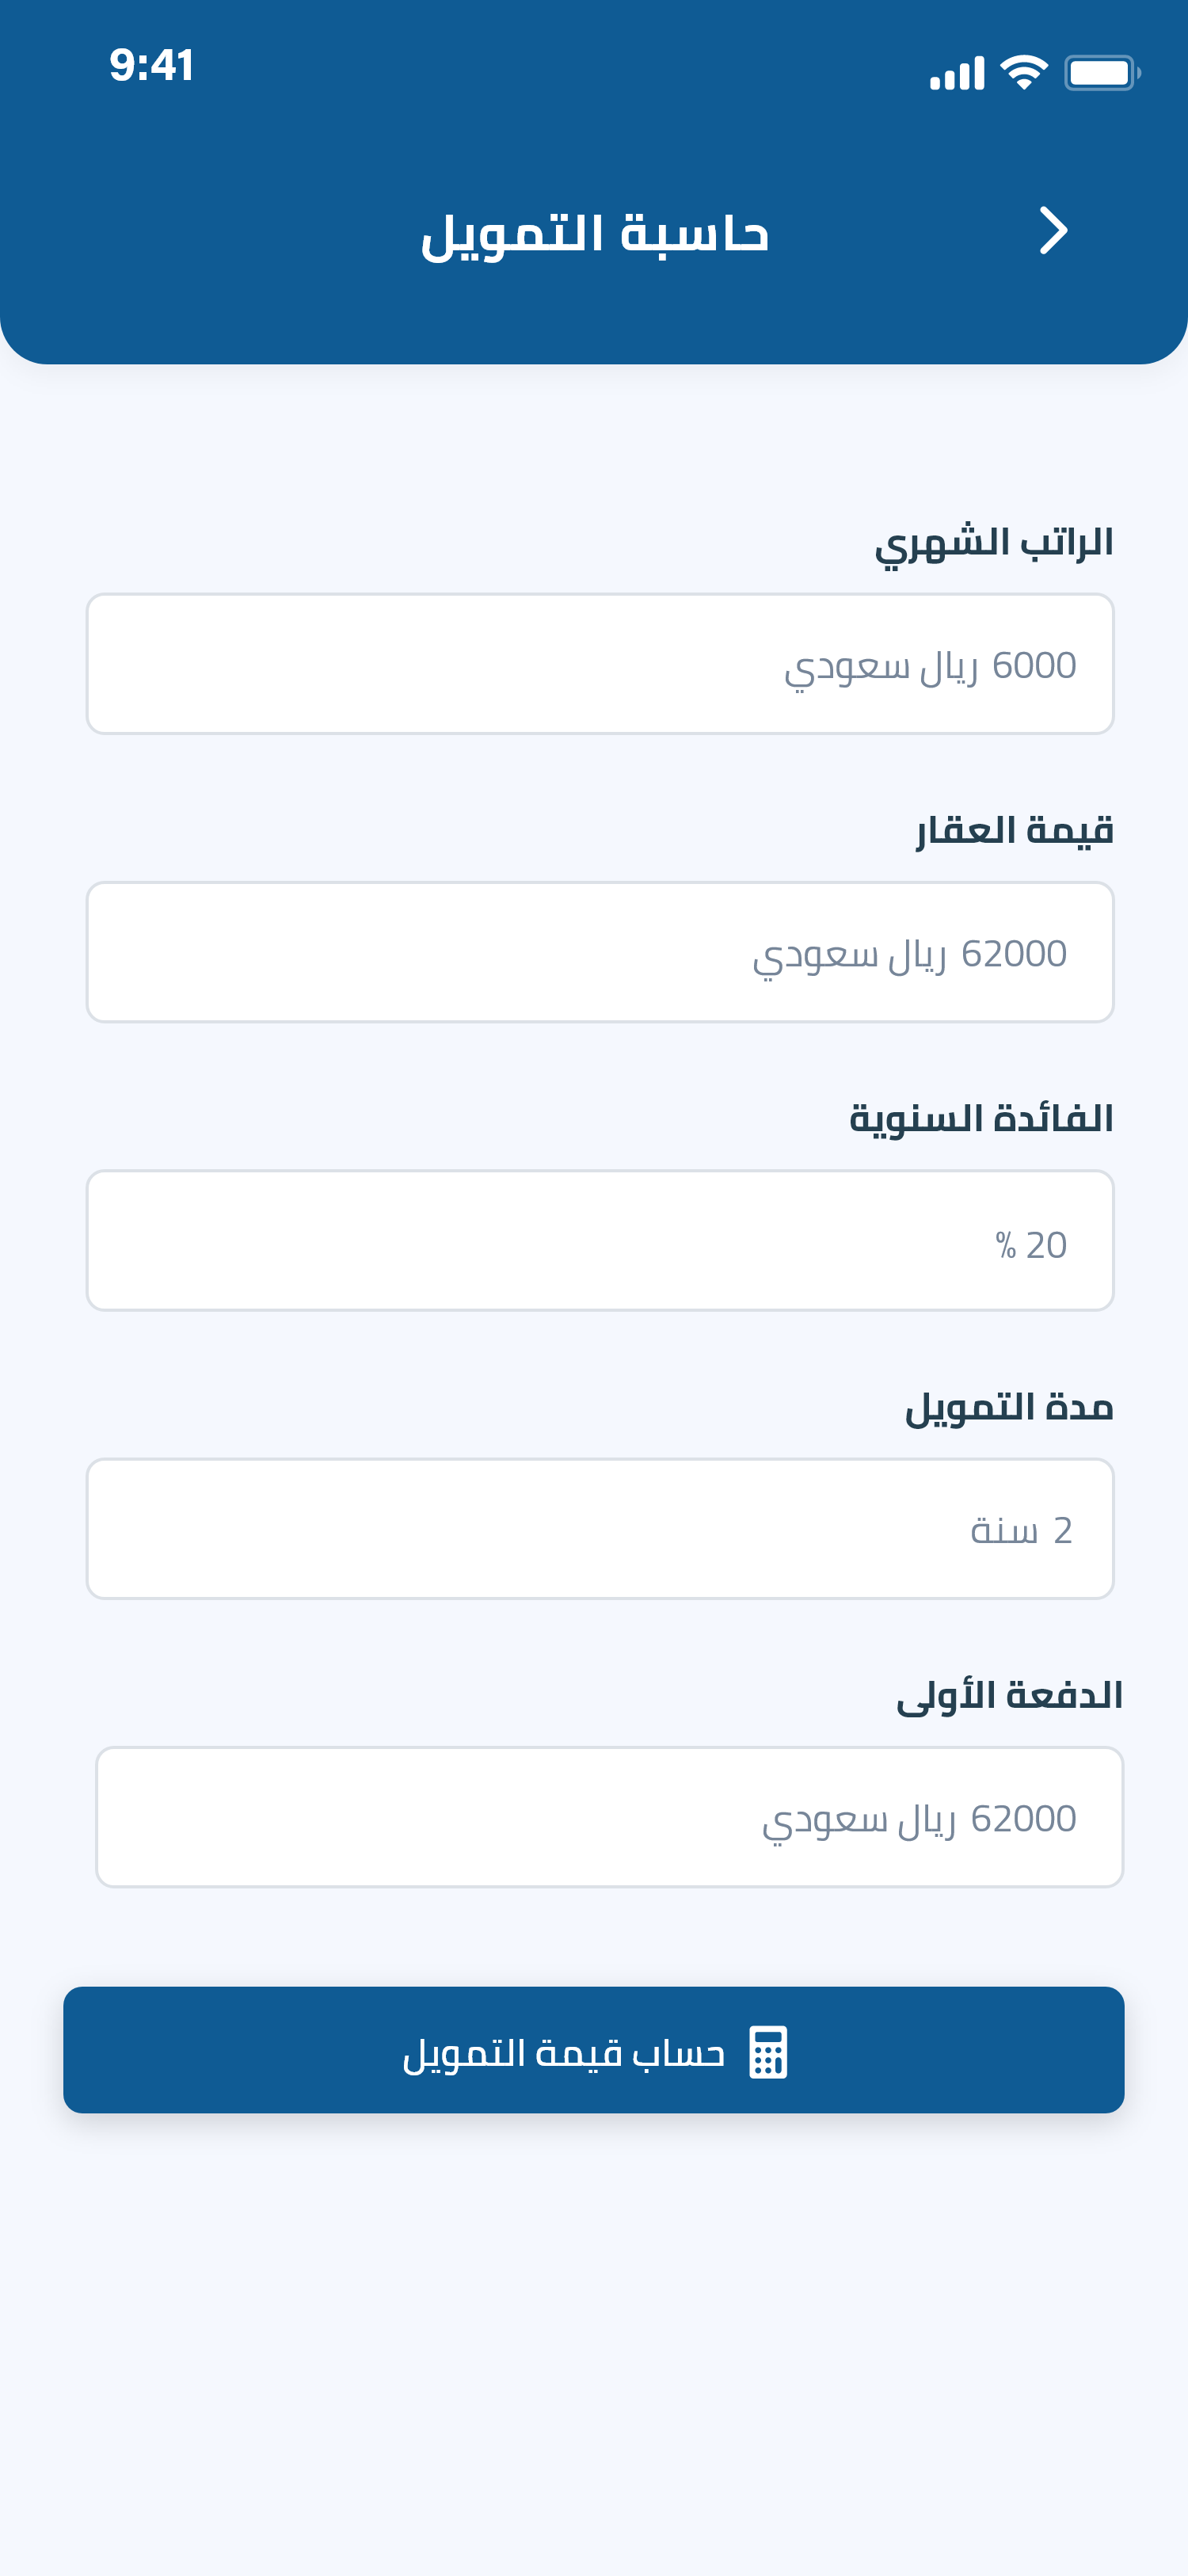 9:41
حاسبة التمويل
الراتب الشهري
6000 ريال سعودي
قيمة العقار
62000 ريال سعودي
الفائدة السنوية
20 %
مدة التمويل
2 سنة
الدفعة الأولى
62000 ريال سعودي
حساب قيمة التمويل